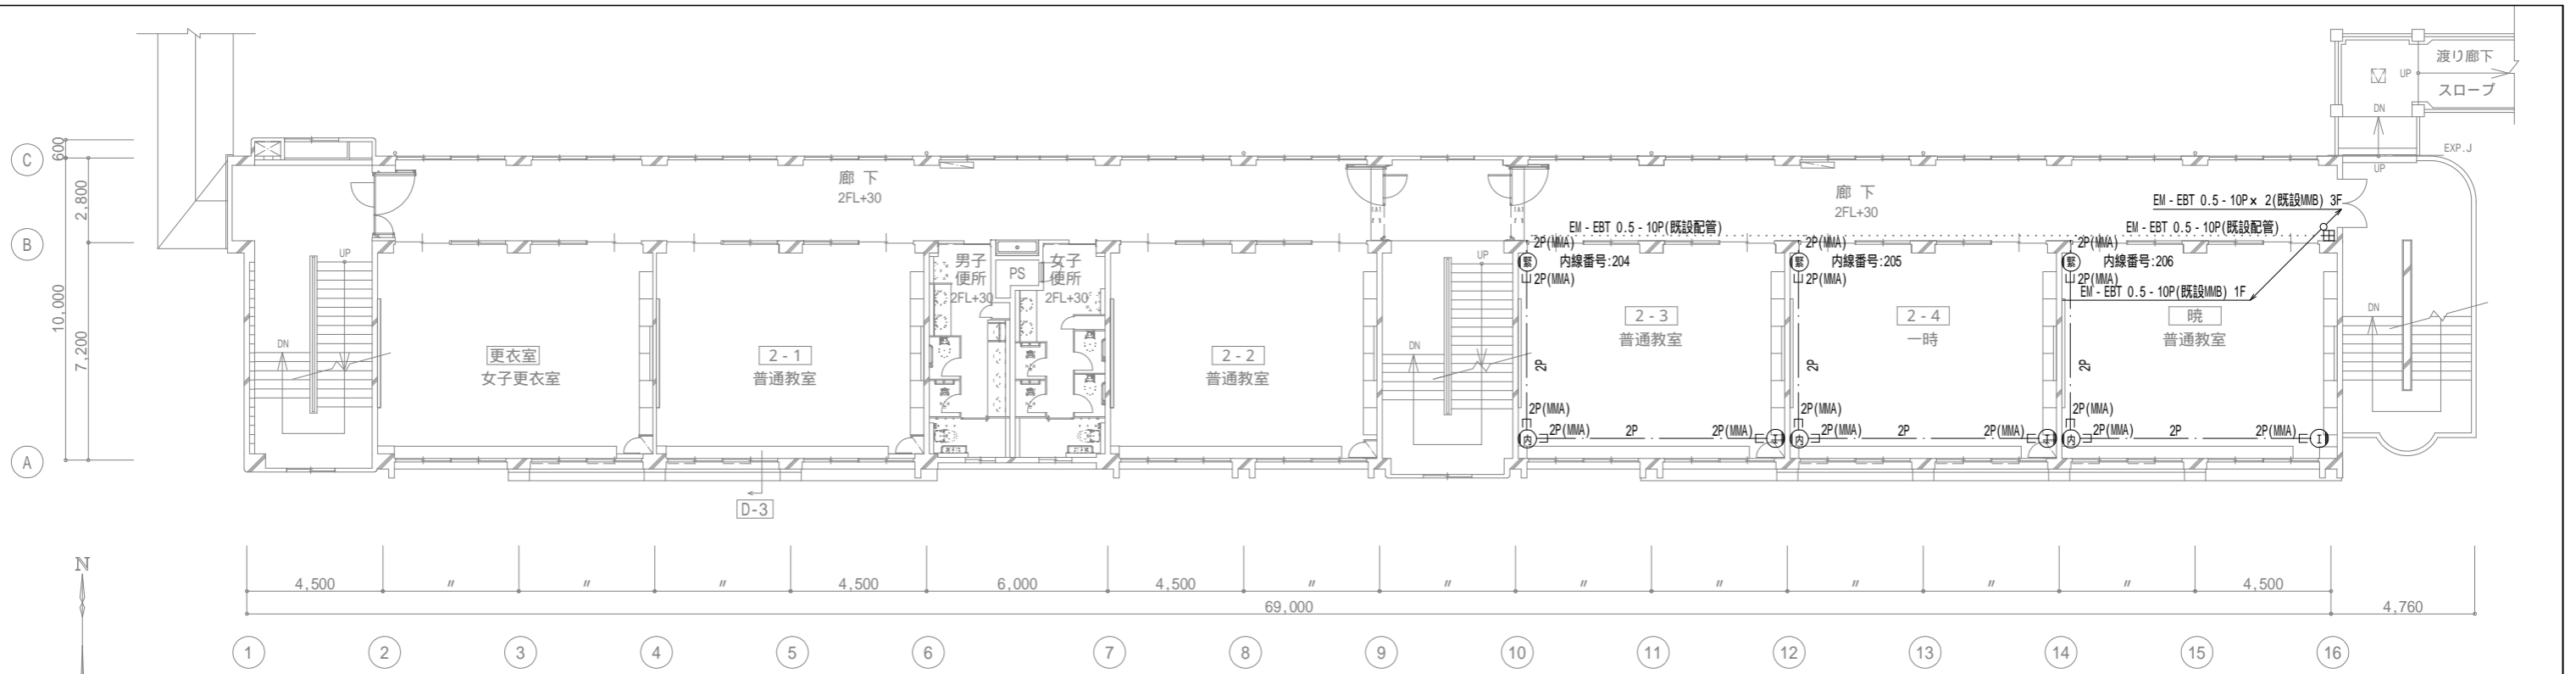 渡り廊下
UP
スロープ
DN
EXP.J
UP
C
600
2,800
B
10,000
7,200
A
廊 下
2FL+30
廊 下
2FL+30
EM-EBT 0.5-10P×2(既設MMB) 3F
EM-EBT 0.5-10P(既設配管)
EM-EBT 0.5-10P(既設配管)
2P(MMA)
2P(MMA)
2P(MMA)
緊
内線番号:204
緊
内線番号:205
緊
内線番号:206
2P(MMA)
2P(MMA)
2P(MMA)
EM-EBT 0.5-10P(既設MMB) 1F
UP
DN
男子
便所
2FL+30
PS
女子
便所
2FL+30
UP
DN
DN
更衣室
女子更衣室
2-1
普通教室
2-2
普通教室
2-3
普通教室
2-4
一時
暁
普通教室
2P
2P
2P
2P(MMA)
2P(MMA)
2P(MMA)
内
2P(MMA)
2P
2P(MMA)
I
内
2P(MMA)
2P
2P(MMA)
I
内
2P(MMA)
2P
2P(MMA)
I
D-3
N
4,500
〃
〃
〃
4,500
6,000
4,500
〃
〃
〃
〃
〃
〃
〃
4,500
69,000
4,760
1
2
3
4
5
6
7
8
9
10
11
12
13
14
15
16